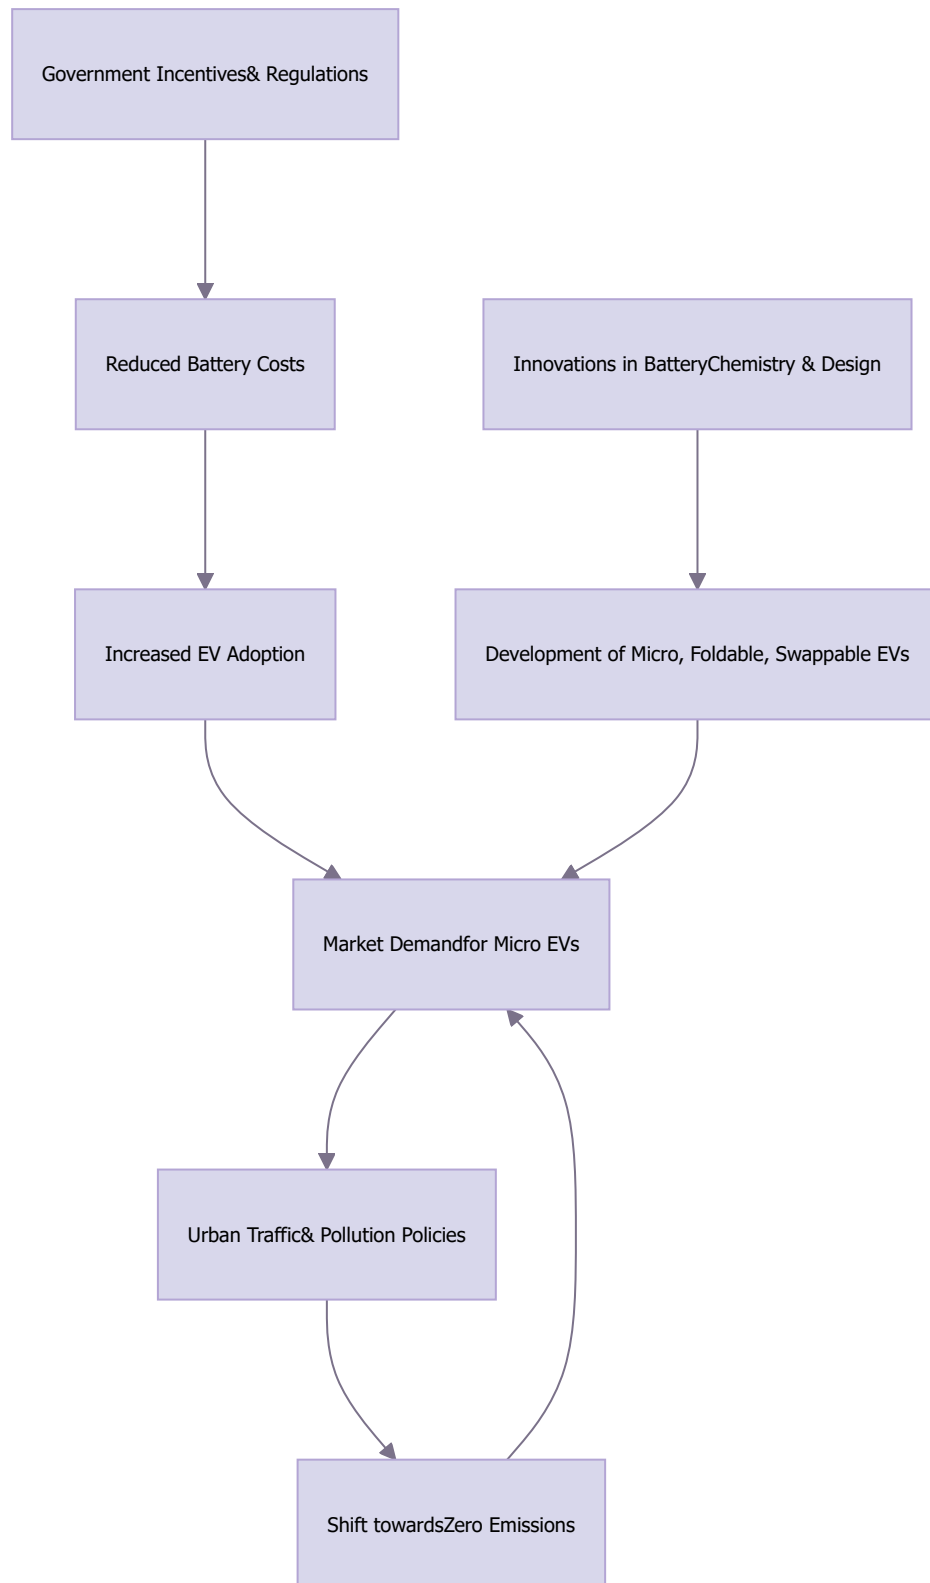 Government Incentives& Regulations
Reduced Battery Costs
Innovations in BatteryChemistry & Design
Increased EV Adoption
Development of Micro, Foldable, Swappable EVs
Market Demandfor Micro EVs
Urban Traffic& Pollution Policies
Shift towardsZero Emissions